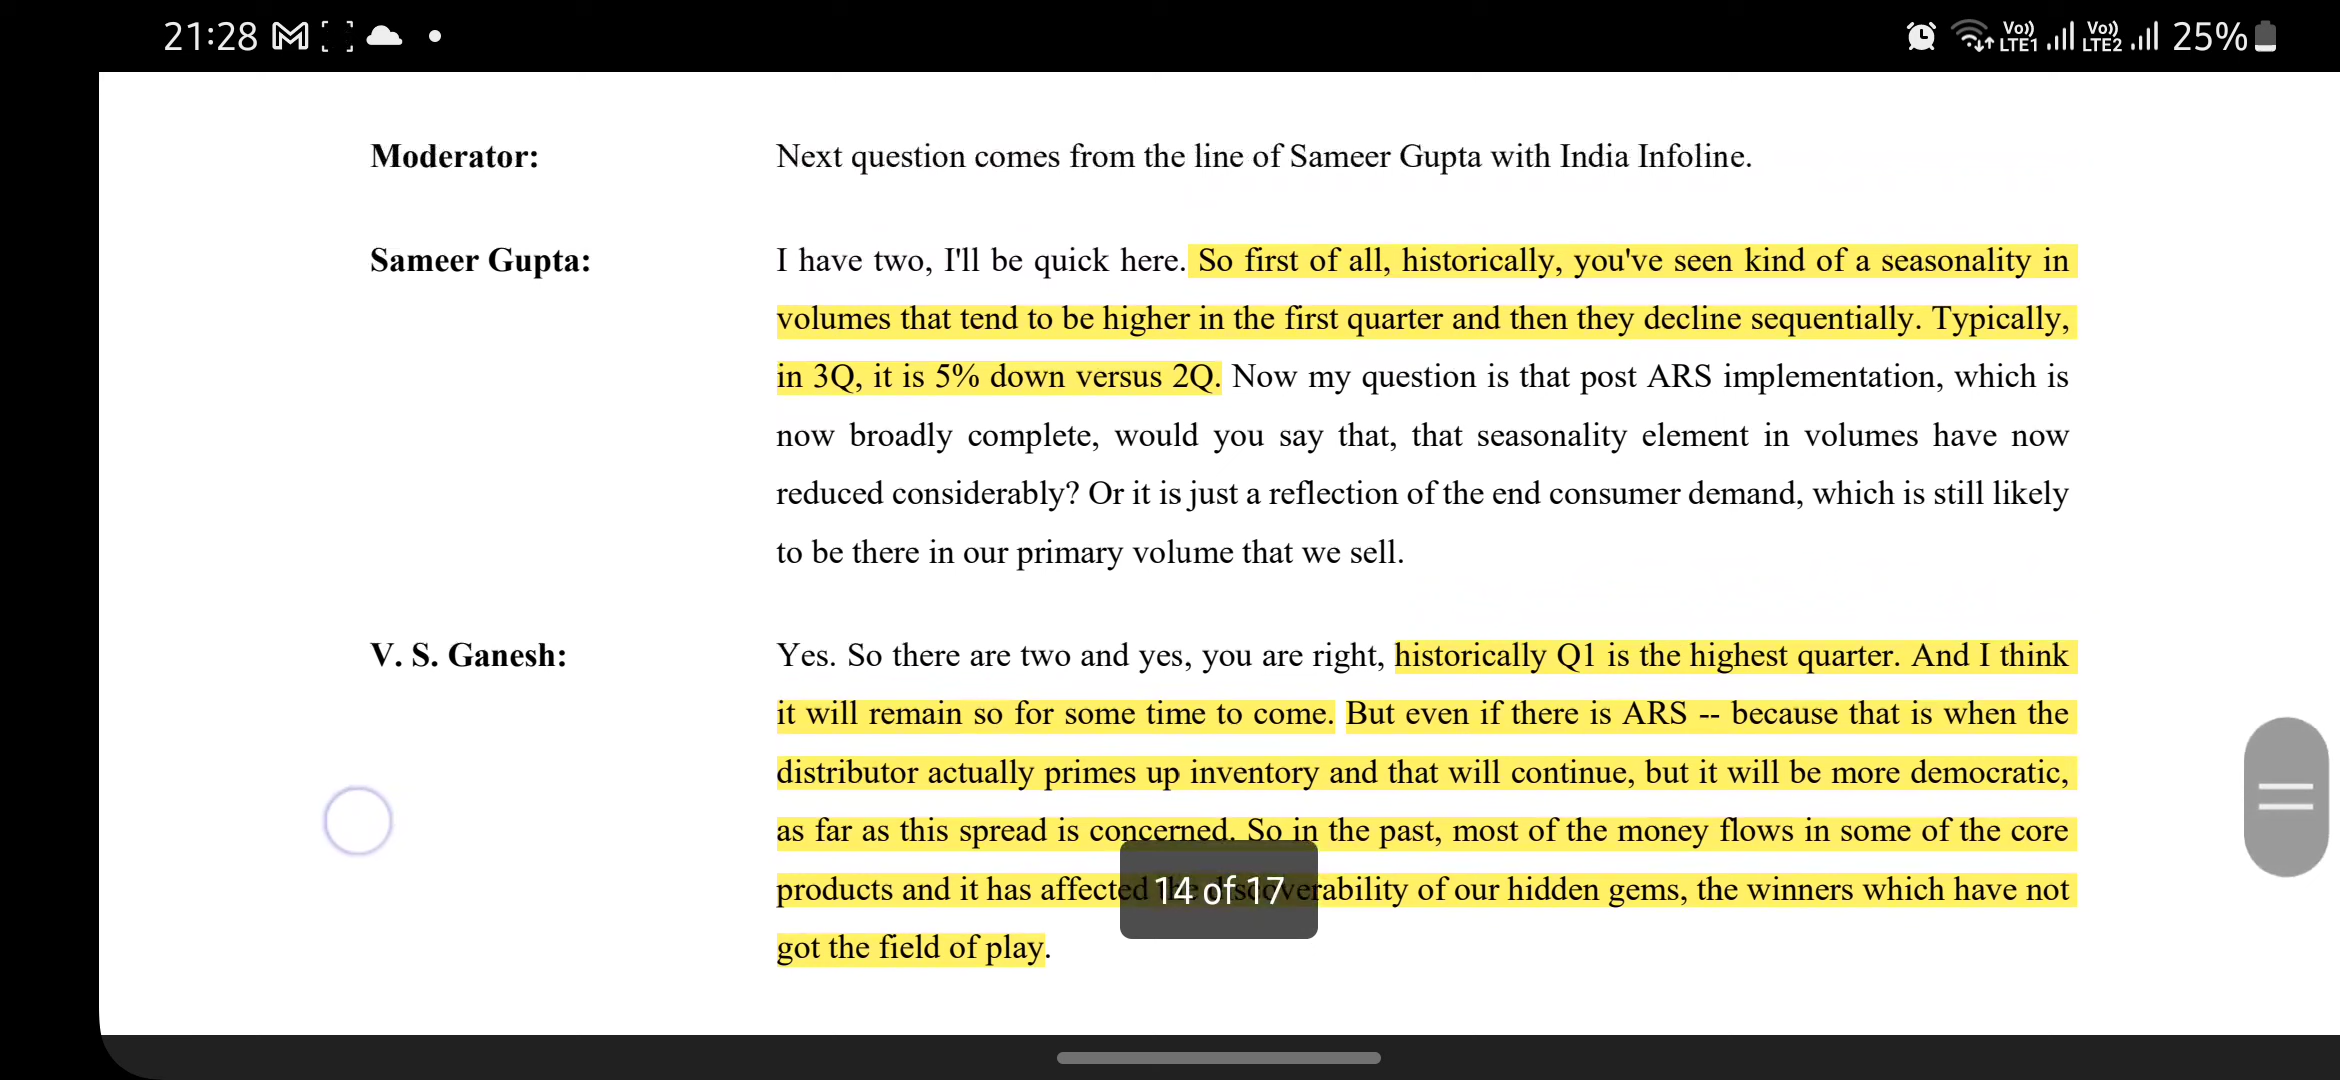 21:28
Vo)) LTE1 Vo)) LTE2 25%
Moderator: Next question comes from the line of Sameer Gupta with India Infoline.
Sameer Gupta: I have two, I'll be quick here. So first of all, historically, you've seen kind of a seasonality in
volumes that tend to be higher in the first quarter and then they decline sequentially. Typically,
in 3Q, it is 5% down versus 2Q. Now my question is that post ARS implementation, which is
now broadly complete, would you say that, that seasonality element in volumes have now
reduced considerably? Or it is just a reflection of the end consumer demand, which is still likely
to be there in our primary volume that we sell.
V. S. Ganesh: Yes. So there are two and yes, you are right, historically Q1 is the highest quarter. And I think
it will remain so for some time to come. But even if there is ARS -- because that is when the
distributor actually primes up inventory and that will continue, but it will be more democratic,
as far as this spread is concerned. So in the past, most of the money flows in some of the core
products and it has affected the discoverability of our hidden gems, the winners which have not
got the field of play.
14 of 17